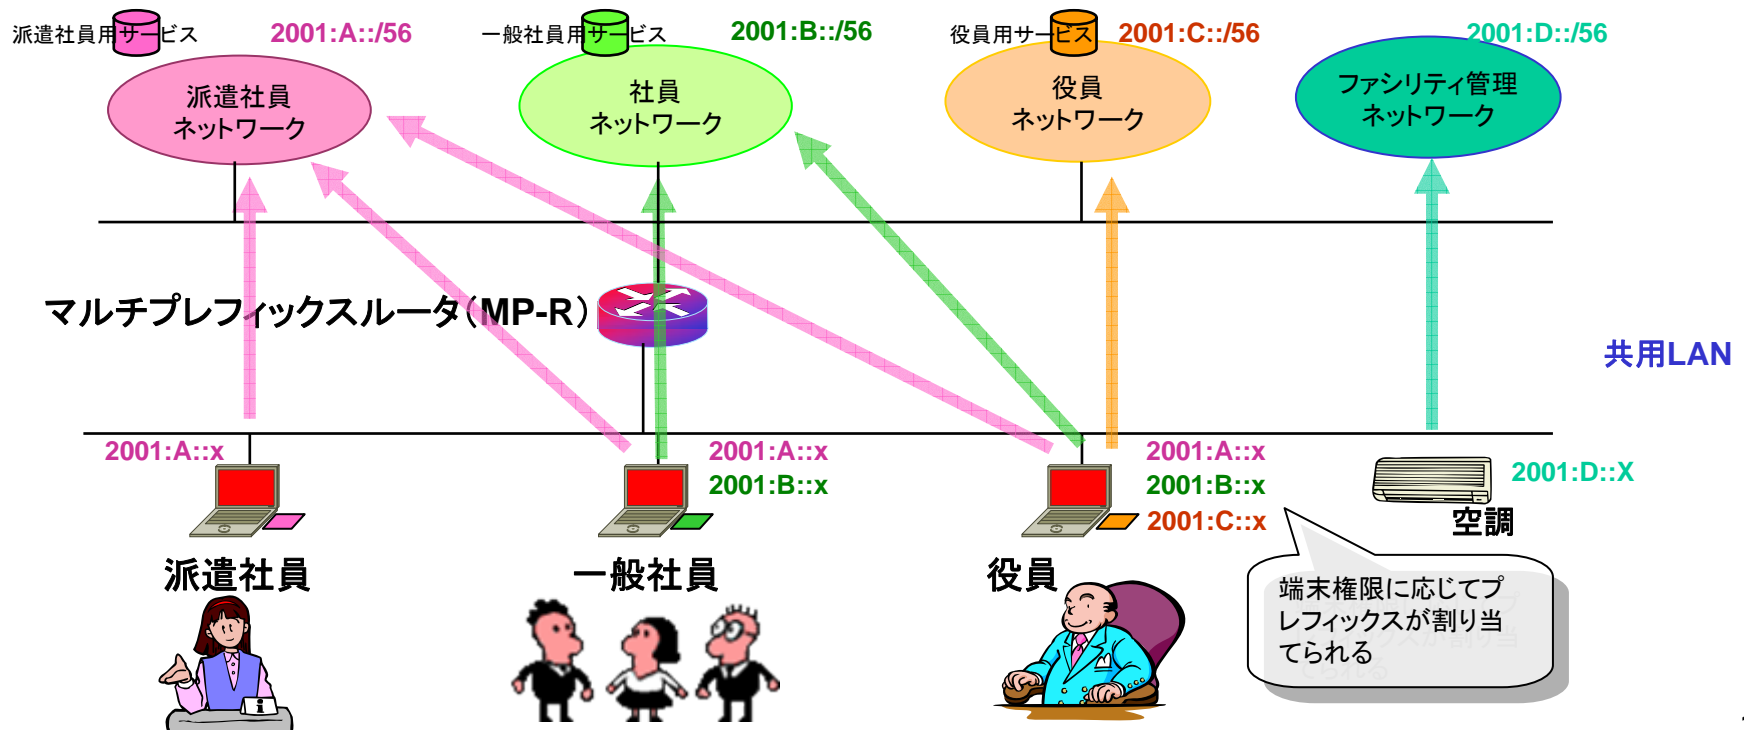 派遣社員用サービス
2001:A::/56
一般社員用サービス
2001:B::/56
役員用サービス
2001:C::/56
2001:D::/56
派遣社員
ネットワーク
社員
ネットワーク
役員
ネットワーク
ファシリティ管理
ネットワーク
マルチプレフィックスルータ(MP-R)
共用LAN
2001:A::x
2001:A::x
2001:B::x
2001:A::x
2001:B::x
2001:C::x
2001:D::X
空調
派遣社員
一般社員
役員
端末権限に応じてプ
レフィックスが割り当
てられる